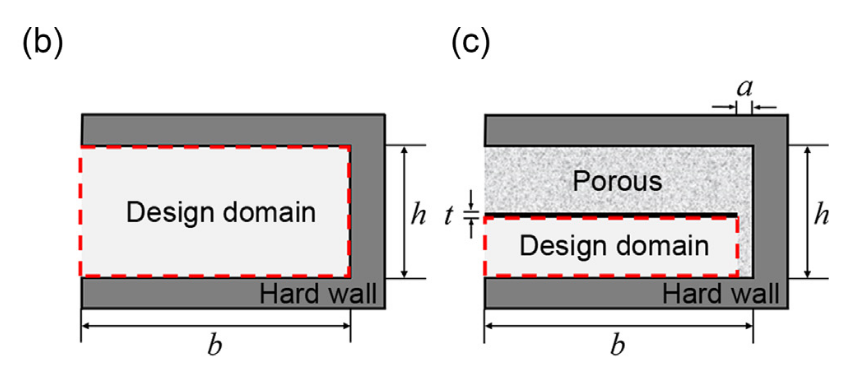 (b)
Design domain
h
Hard wall
b
(c)
a
Porous
t
h
Design domain
Hard wall
b